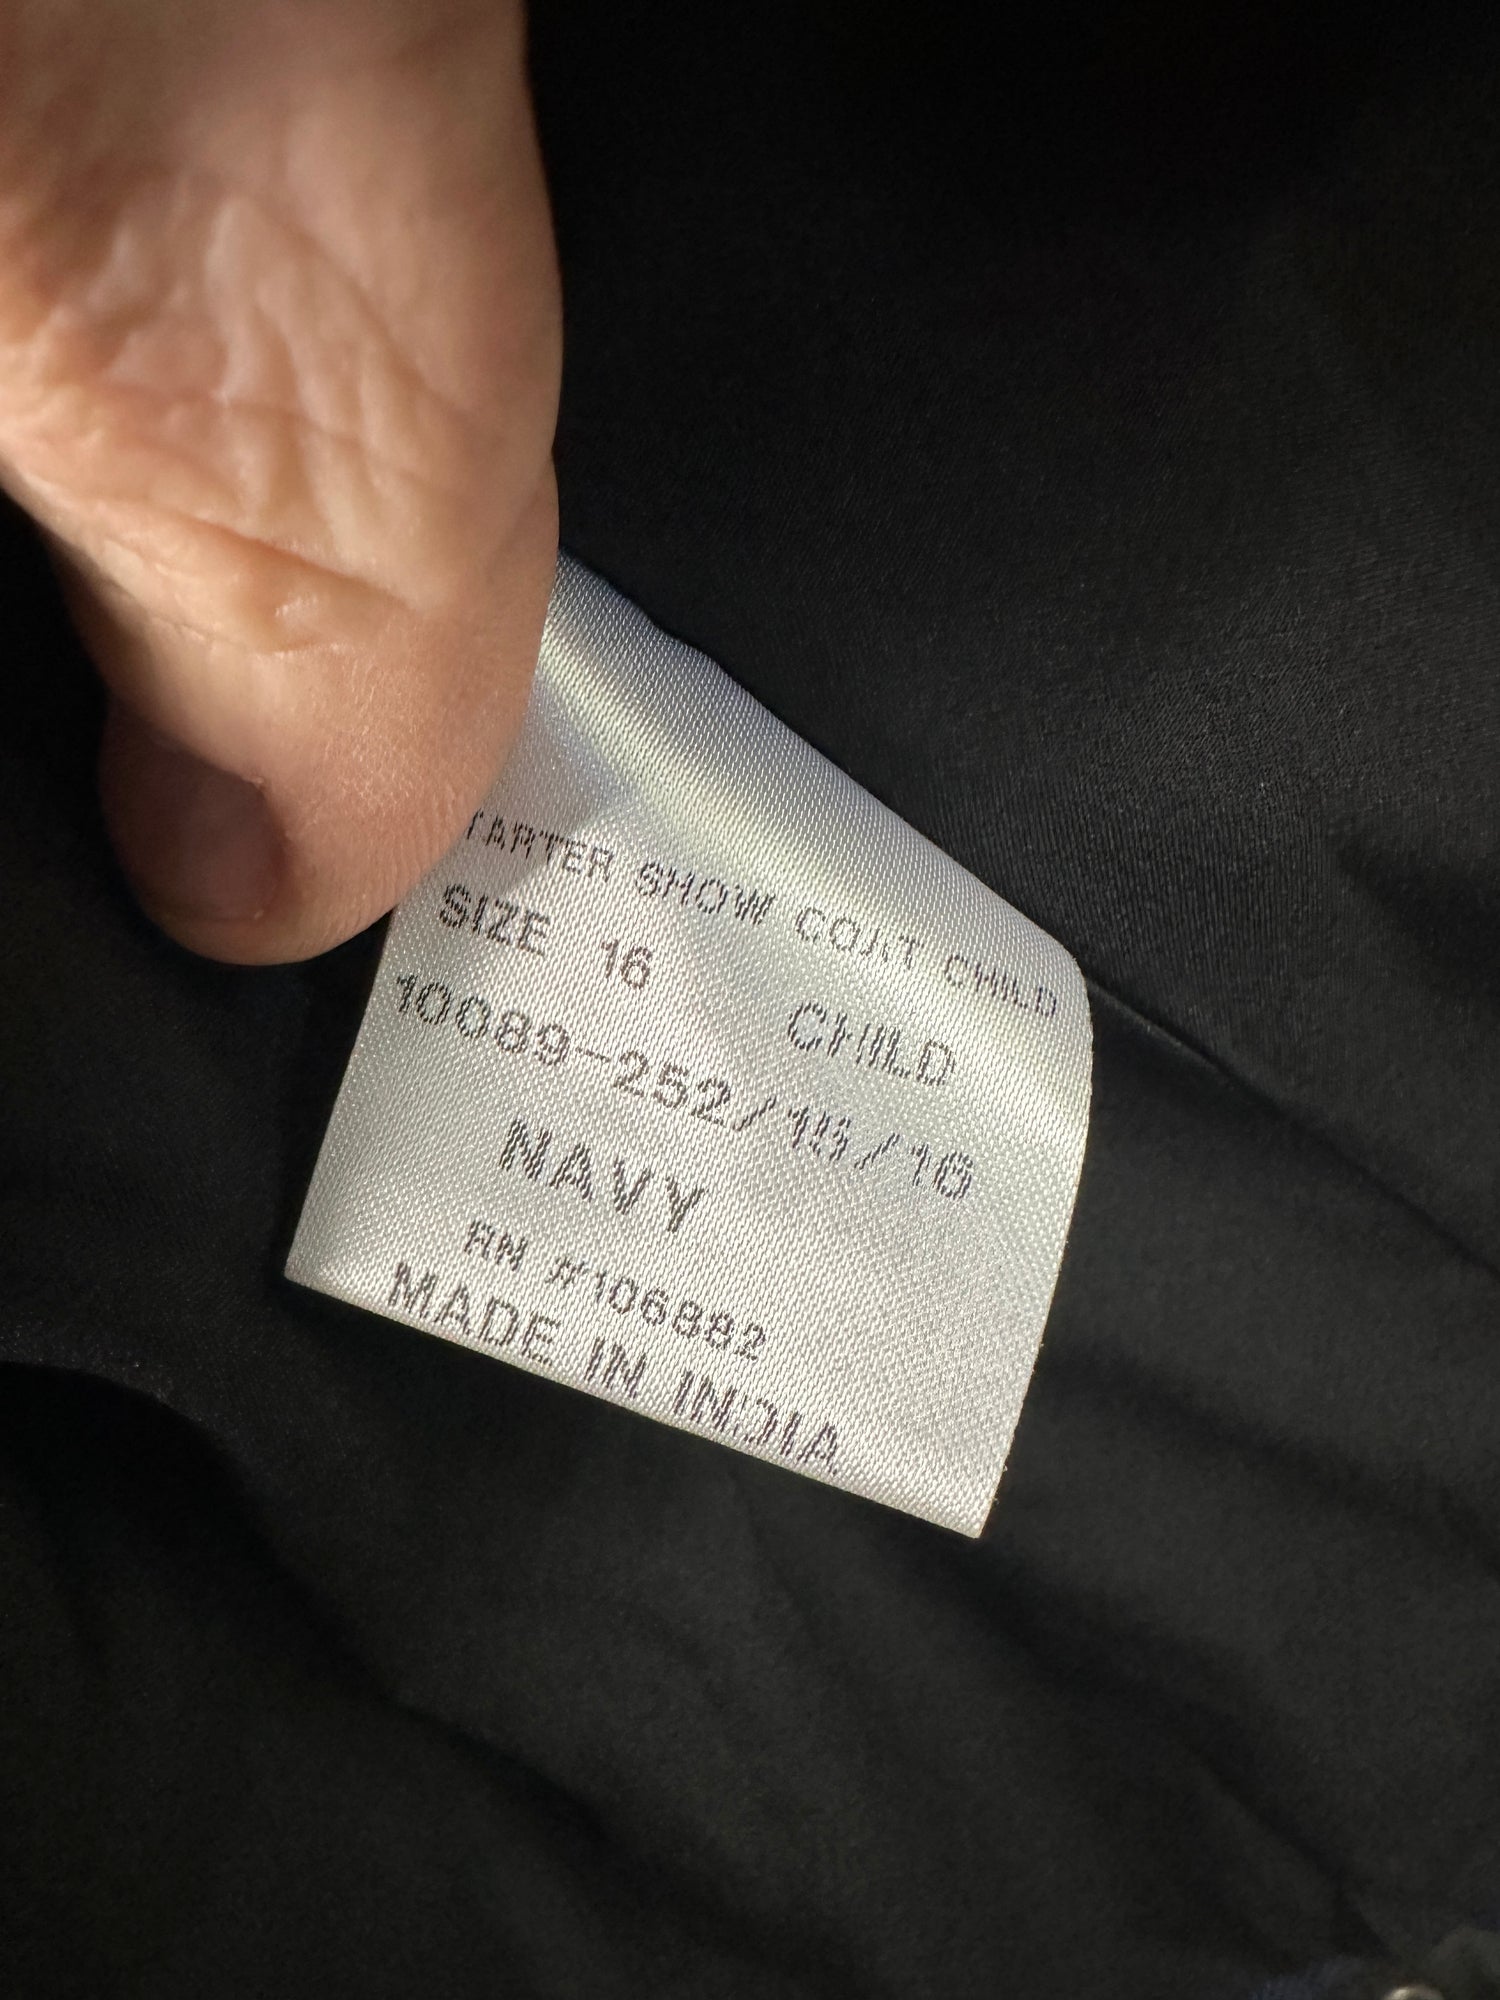 TARTER SHOW COAT CHILD
SIZE 16 CHILD
10089-252/15/16
NAVY
RN #106882
MADE IN INDIA